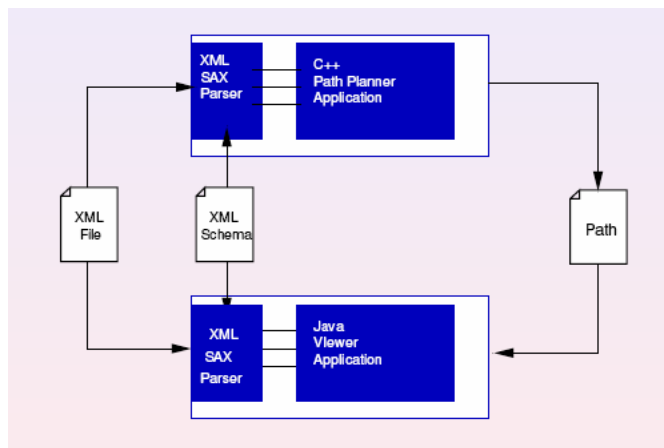 XML
SAX
Parser
C++
Path Planner
Application
XML
File
XML
Schema
Path
XML
SAX
Parser
Java
VIewer
Application